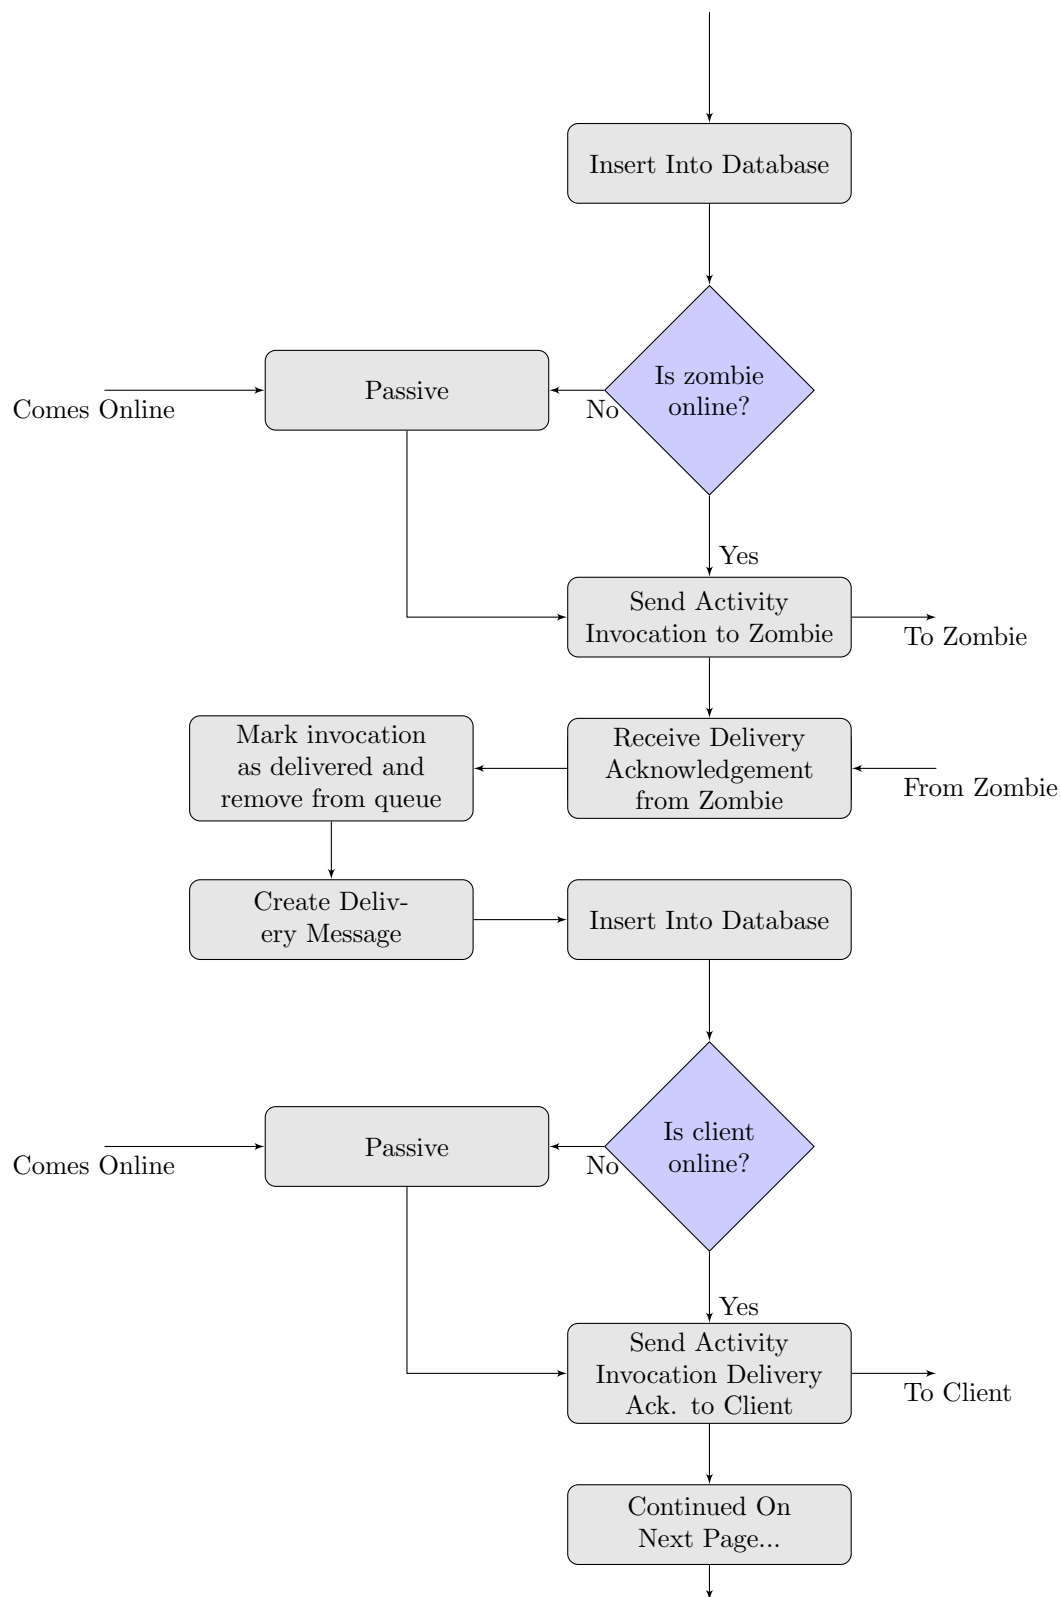 Insert Into Database
Is zombie
online?
Passive
No
Comes Online
Yes
Send Activity
Invocation to Zombie
To Zombie
Mark invocation
as delivered and
remove from queue
Receive Delivery
Acknowledgement
from Zombie
From Zombie
Create Deliv-
ery Message
Insert Into Database
Is client
online?
Passive
No
Comes Online
Yes
Send Activity
Invocation Delivery
Ack. to Client
To Client
Continued On
Next Page...